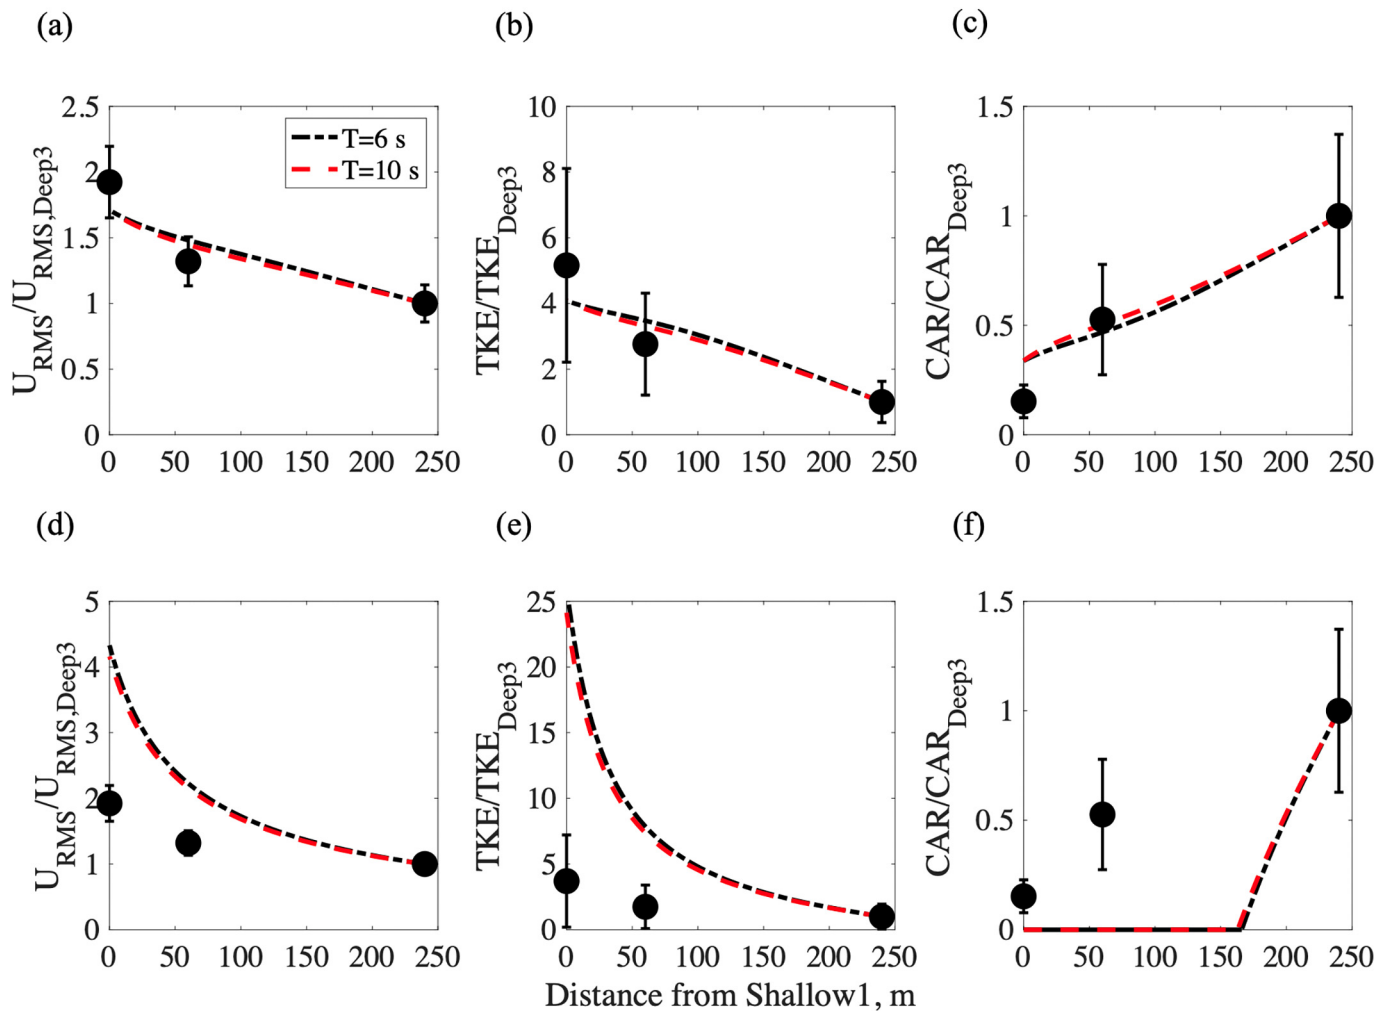 (a)
(b)
(c)
U_RMS/U_RMS,Deep3
2.5
2
1.5
1
0.5
0
T=6 s
T=10 s
0 50 100 150 200 250
TKE/TKE_Deep3
10
8
6
4
2
0
0 50 100 150 200 250
CAR/CAR_Deep3
1.5
1
0.5
0
0 50 100 150 200 250
(d)
(e)
(f)
U_RMS/U_RMS,Deep3
5
4
3
2
1
0
0 50 100 150 200 250
TKE/TKE_Deep3
25
20
15
10
5
0
0 50 100 150 200 250
CAR/CAR_Deep3
1.5
1
0.5
0
0 50 100 150 200 250
Distance from Shallow1, m